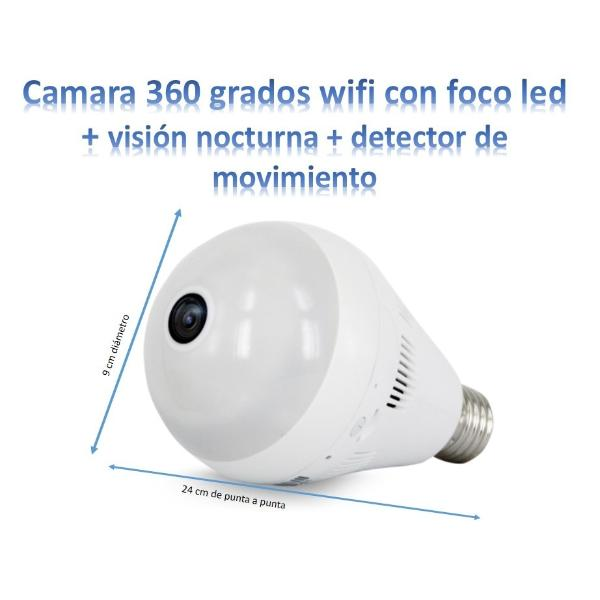 Camara 360 grados wifi con foco led
+ visión nocturna + detector de
movimiento
9 cm diámetro
24 cm de punta a punta